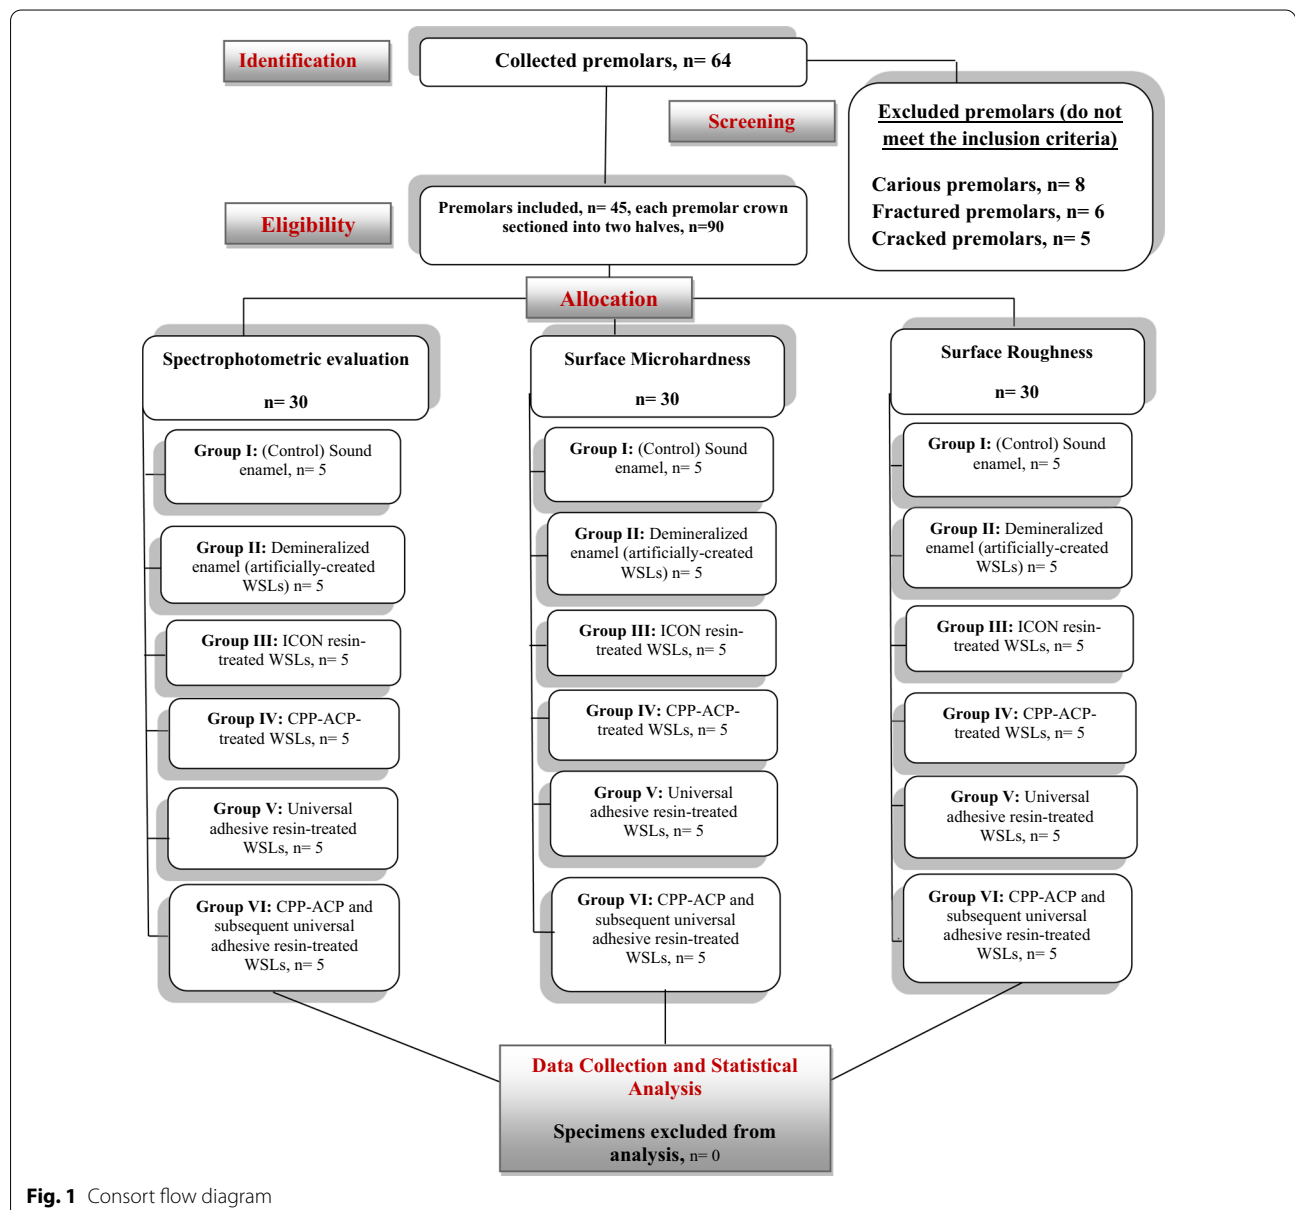 Identification
Collected premolars, n= 64
Screening
Excluded premolars (do not
meet the inclusion criteria)
Carious premolars, n= 8
Fractured premolars, n= 6
Cracked premolars, n= 5
Eligibility
Premolars included, n= 45, each premolar crown
sectioned into two halves, n=90
Allocation
Spectrophotometric evaluation
n= 30
Group I: (Control) Sound
enamel, n= 5
Group II: Demineralized
enamel (artificially-created
WSLs) n= 5
Group III: ICON resin-
treated WSLs, n= 5
Group IV: CPP-ACP-
treated WSLs, n= 5
Group V: Universal
adhesive resin-treated
WSLs, n= 5
Group VI: CPP-ACP and
subsequent universal
adhesive resin-treated
WSLs, n= 5
Surface Microhardness
n= 30
Group I: (Control) Sound
enamel, n= 5
Group II: Demineralized
enamel (artificially-created
WSLs) n= 5
Group III: ICON resin-
treated WSLs, n= 5
Group IV: CPP-ACP-
treated WSLs, n= 5
Group V: Universal
adhesive resin-treated
WSLs, n= 5
Group VI: CPP-ACP and
subsequent universal
adhesive resin-treated
WSLs, n= 5
Surface Roughness
n= 30
Group I: (Control) Sound
enamel, n= 5
Group II: Demineralized
enamel (artificially-created
WSLs) n= 5
Group III: ICON resin-
treated WSLs, n= 5
Group IV: CPP-ACP-
treated WSLs, n= 5
Group V: Universal
adhesive resin-treated
WSLs, n= 5
Group VI: CPP-ACP and
subsequent universal
adhesive resin-treated
WSLs, n= 5
Data Collection and Statistical
Analysis
Specimens excluded from
analysis, n= 0
Fig. 1 Consort flow diagram